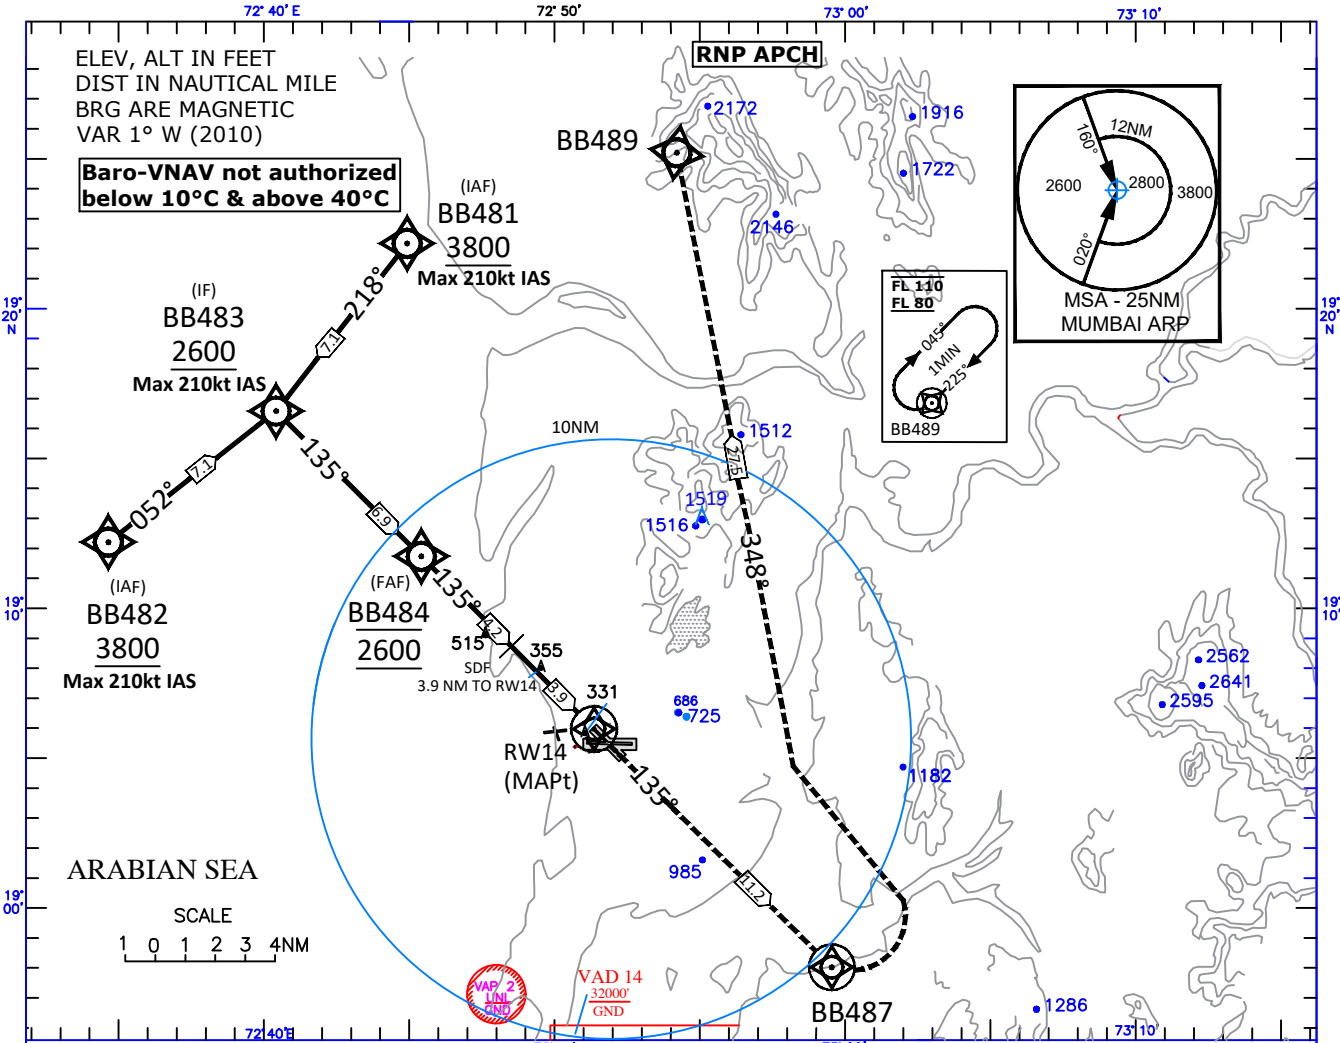 72° 40' E
72° 50'
73° 00'
73° 10'
ELEV, ALT IN FEET
DIST IN NAUTICAL MILE
BRG ARE MAGNETIC
VAR 1° W (2010)
RNP APCH
Baro-VNAV not authorized
below 10°C & above 40°C
BB489
2172
1916
1722
2146
160°
12NM
2600
2800
3800
020°
MSA - 25NM
MUMBAI ARP
(IAF)
BB481
3800
Max 210kt IAS
218°
7.1
(IF)
BB483
2600
Max 210kt IAS
FL 110
FL 80
045°
1MIN
225°
BB489
19°
20'
N
19°
20'
N
135°
6.9
052°
7.1
10NM
1512
27.5
1519
1516
348°
(IAF)
BB482
3800
Max 210kt IAS
(FAF)
BB484
2600
135°
4.2
515
SDF
3.9 NM TO RW14
355
3.9
331
19°
10'
19°
10'
686
725
2562
2641
2595
RW14
(MAPt)
135°
1182
985
11.2
ARABIAN SEA
SCALE
1 0 1 2 3 4NM
19°
00'
19°
00'
VAP 2
UNL
GND
VAD 14
32000'
GND
BB487
1286
72°40'E
73°10'